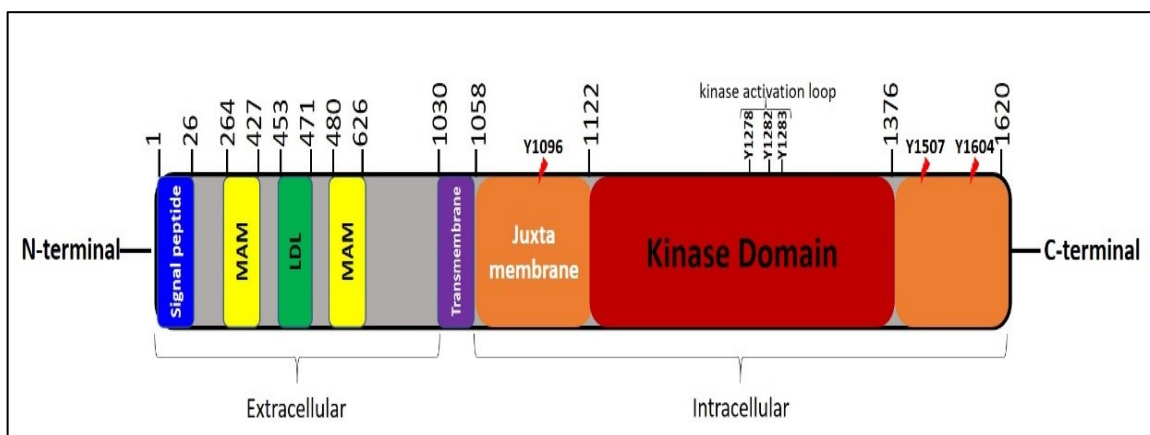 kinase activation loop
1
26
264
427
453
471
480
626
1030
1058
1122
1376
1620
Y1096
Y1278
Y1282
Y1283
Y1507
Y1604
N-terminal
Signal peptide
MAM
LDL
MAM
Transmembrane
Juxta
membrane
Kinase Domain
C-terminal
Extracellular
Intracellular